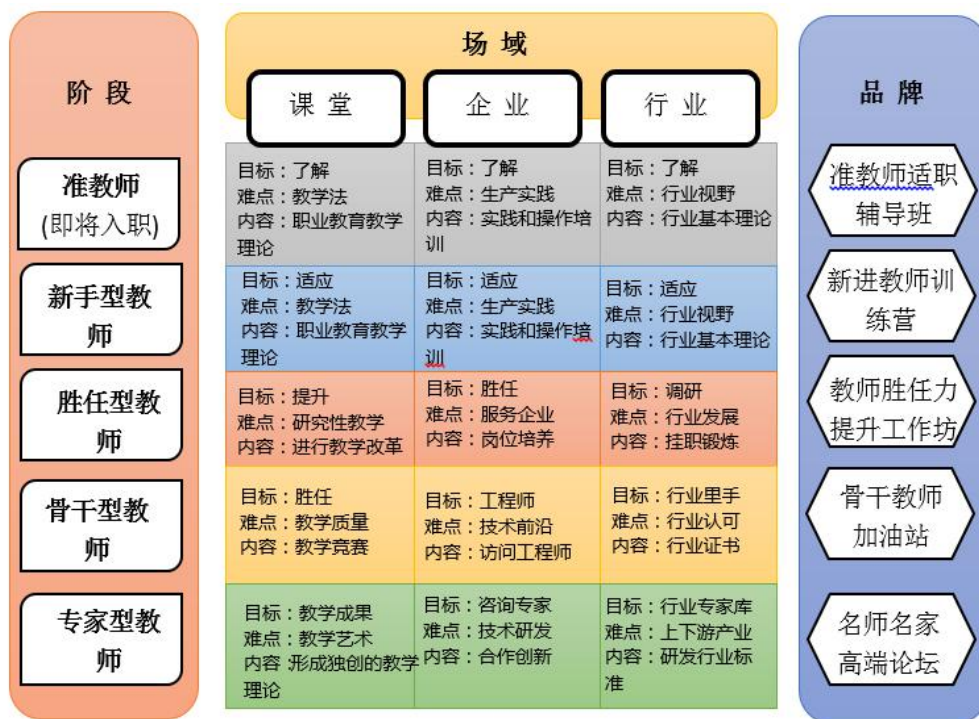 阶 段
准教师
(即将入职)
新手型教
师
胜任型教
师
骨干型教
师
专家型教
师
场 域
课 堂
企 业
行 业
目标：了解
难点：教学法
内容：职业教育教学
理论
目标：了解
难点：生产实践
内容：实践和操作培
训
目标：了解
难点：行业视野
内容：行业基本理论
目标：适应
难点：教学法
内容：职业教育教学
理论
目标：适应
难点：生产实践
内容：实践和操作培
训
目标：适应
难点：行业视野
内容：行业基本理论
目标：提升
难点：研究性教学
内容：进行教学改革
目标：胜任
难点：服务企业
内容：岗位培养
目标：调研
难点：行业发展
内容：挂职锻炼
目标：胜任
难点：教学质量
内容：教学竞赛
目标：工程师
难点：技术前沿
内容：访问工程师
目标：行业里手
难点：行业认可
内容：行业证书
目标：教学成果
难点：教学艺术
内容：形成独创的教学
理论
目标：咨询专家
难点：技术研发
内容：合作创新
目标：行业专家库
难点：上下游产业
内容：研发行业标
准
品 牌
准教师适职
辅导班
新进教师训
练营
教师胜任力
提升工作坊
骨干教师
加油站
名师名家
高端论坛